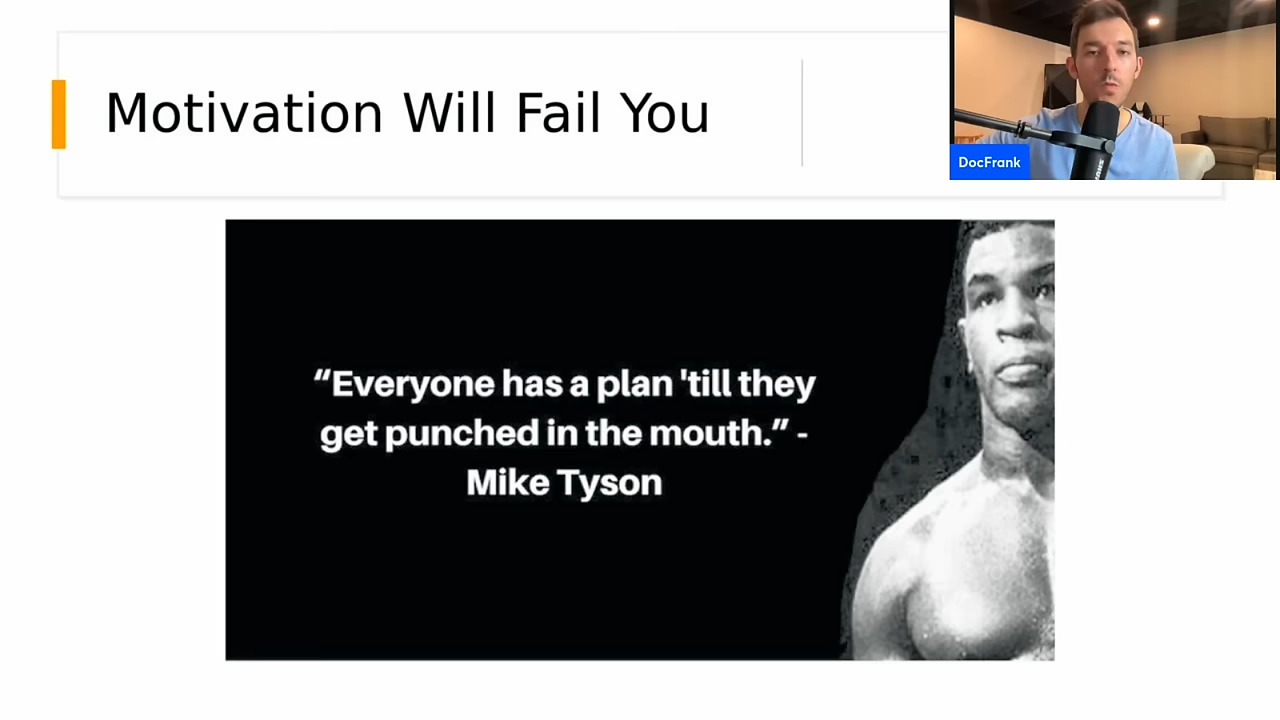 Motivation Will Fail You
DocFrank
“Everyone has a plan 'till they
get punched in the mouth.” -
Mike Tyson